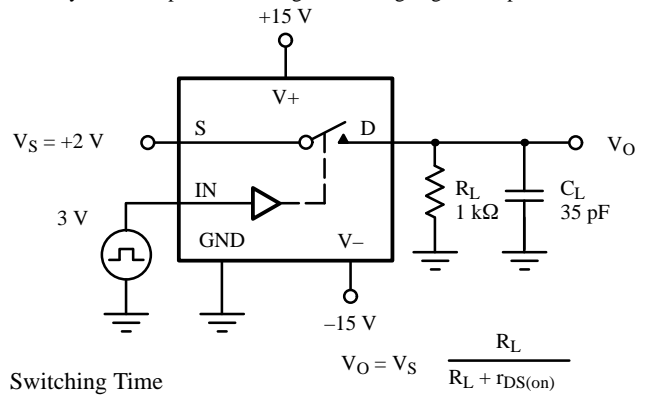 +15 V
V+
S
D
V_S = +2 V
V_O
IN
R_L
1 kΩ
C_L
35 pF
3 V
GND
V–
–15 V
V_O = V_S R_L / R_L + r_DS(on)
Switching Time